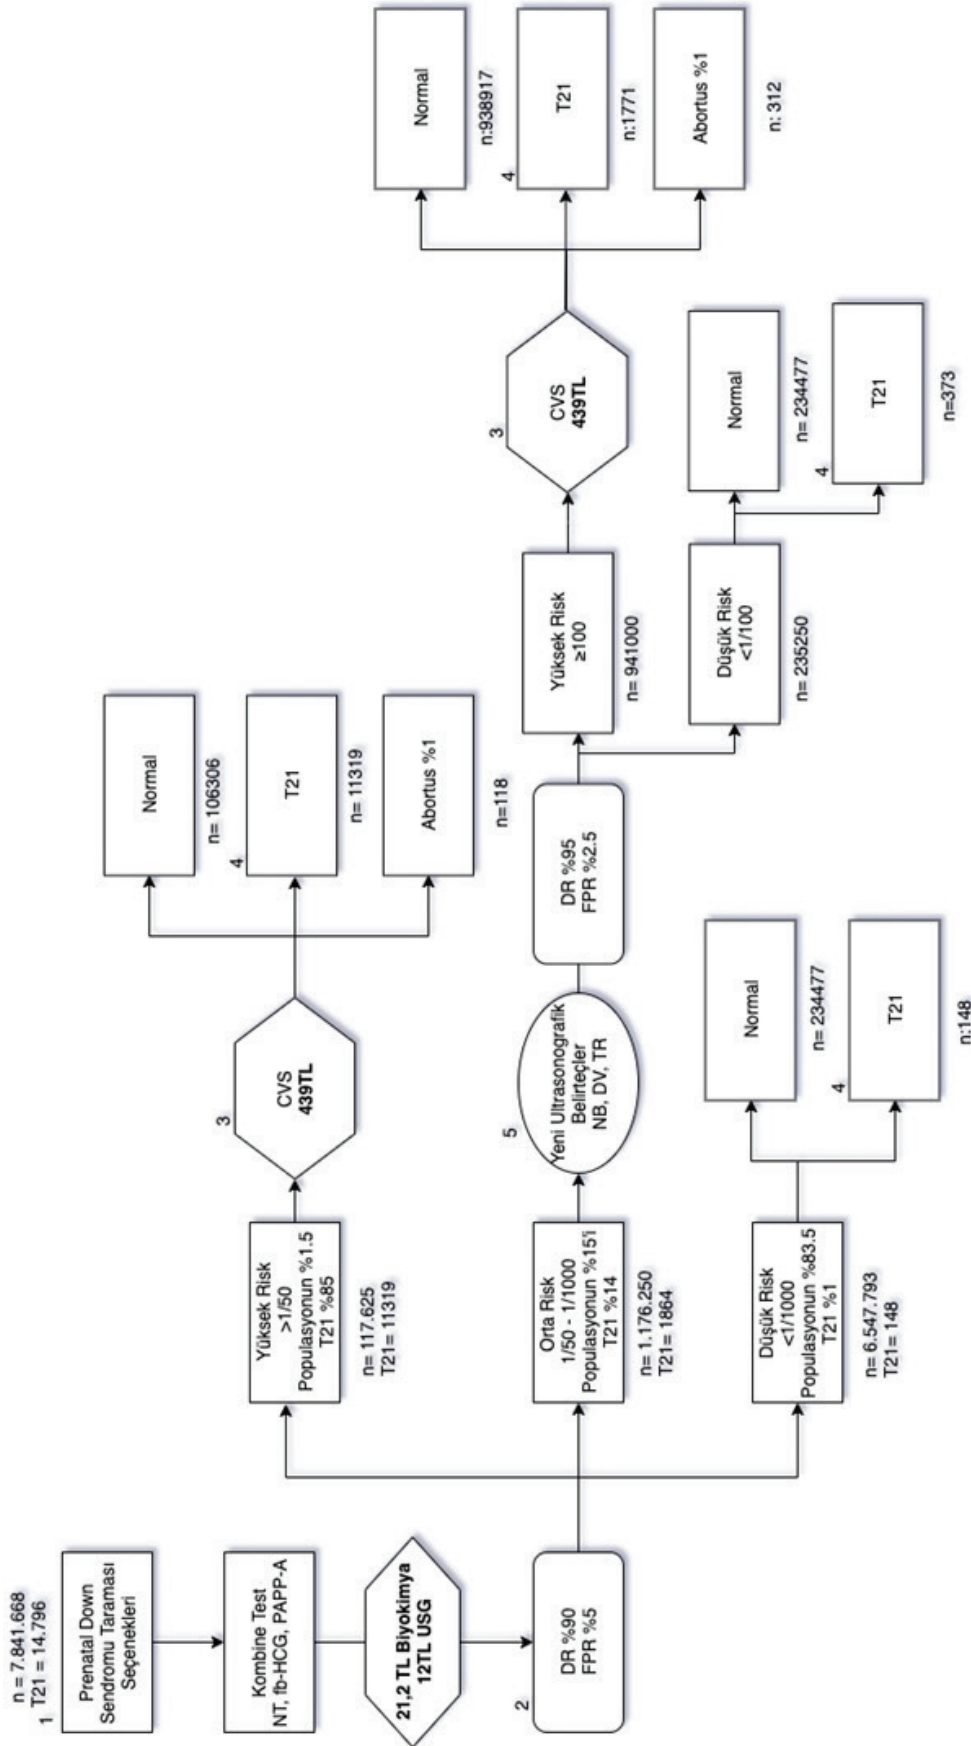 n = 7.841.668
T21 = 14.796
1
Prenatal Down
Sendromu Taraması
Seçenekleri
Kombine Test
NT, fb-HCG, PAPP-A
21,2 TL Biyokimya
12TL USG
2
DR %90
FPR %5
Yüksek Risk
>1/50
Populasyonun %1.5
T21 %85
n= 117.625
T21= 11319
3
CVS
439TL
Normal
n= 106306
4
T21
n= 11319
Abortus %1
n=118
Orta Risk
1/50 - 1/1000
Populasyonun %15'i
T21 %14
n= 1.176.250
T21= 1864
5
Yeni Ultrasonografik
Belirteçler
NB, DV, TR
DR %95
FPR %2.5
Yüksek Risk
≥100
n= 941000
3
CVS
439TL
Normal
n:938917
4
T21
n:1771
Abortus %1
n: 312
Düşük Risk
<1/100
n= 235250
Normal
n= 234477
4
T21
n=373
Düşük Risk
<1/1000
Populasyonun %83.5
T21 %1
n= 6.547.793
T21= 148
Normal
n= 234477
4
T21
n:148